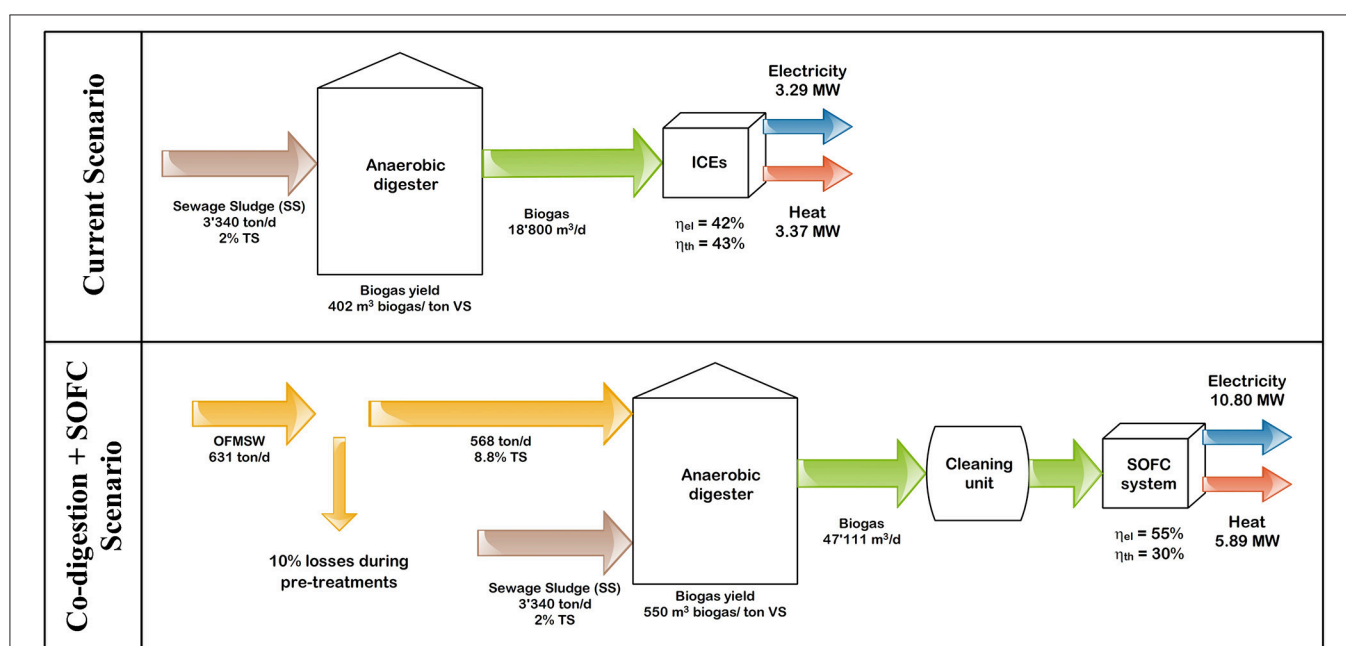 Current Scenario
Sewage Sludge (SS)
3'340 ton/d
2% TS
Anaerobic
digester
Biogas yield
402 m³ biogas/ ton VS
Biogas
18'800 m³/d
ICEs
ηel = 42%
ηth = 43%
Electricity
3.29 MW
Heat
3.37 MW
Co-digestion + SOFC
Scenario
OFMSW
631 ton/d
10% losses during
pre-treatments
568 ton/d
8.8% TS
Sewage Sludge (SS)
3'340 ton/d
2% TS
Anaerobic
digester
Biogas yield
550 m³ biogas/ ton VS
Biogas
47'111 m³/d
Cleaning
unit
SOFC
system
ηel = 55%
ηth = 30%
Electricity
10.80 MW
Heat
5.89 MW